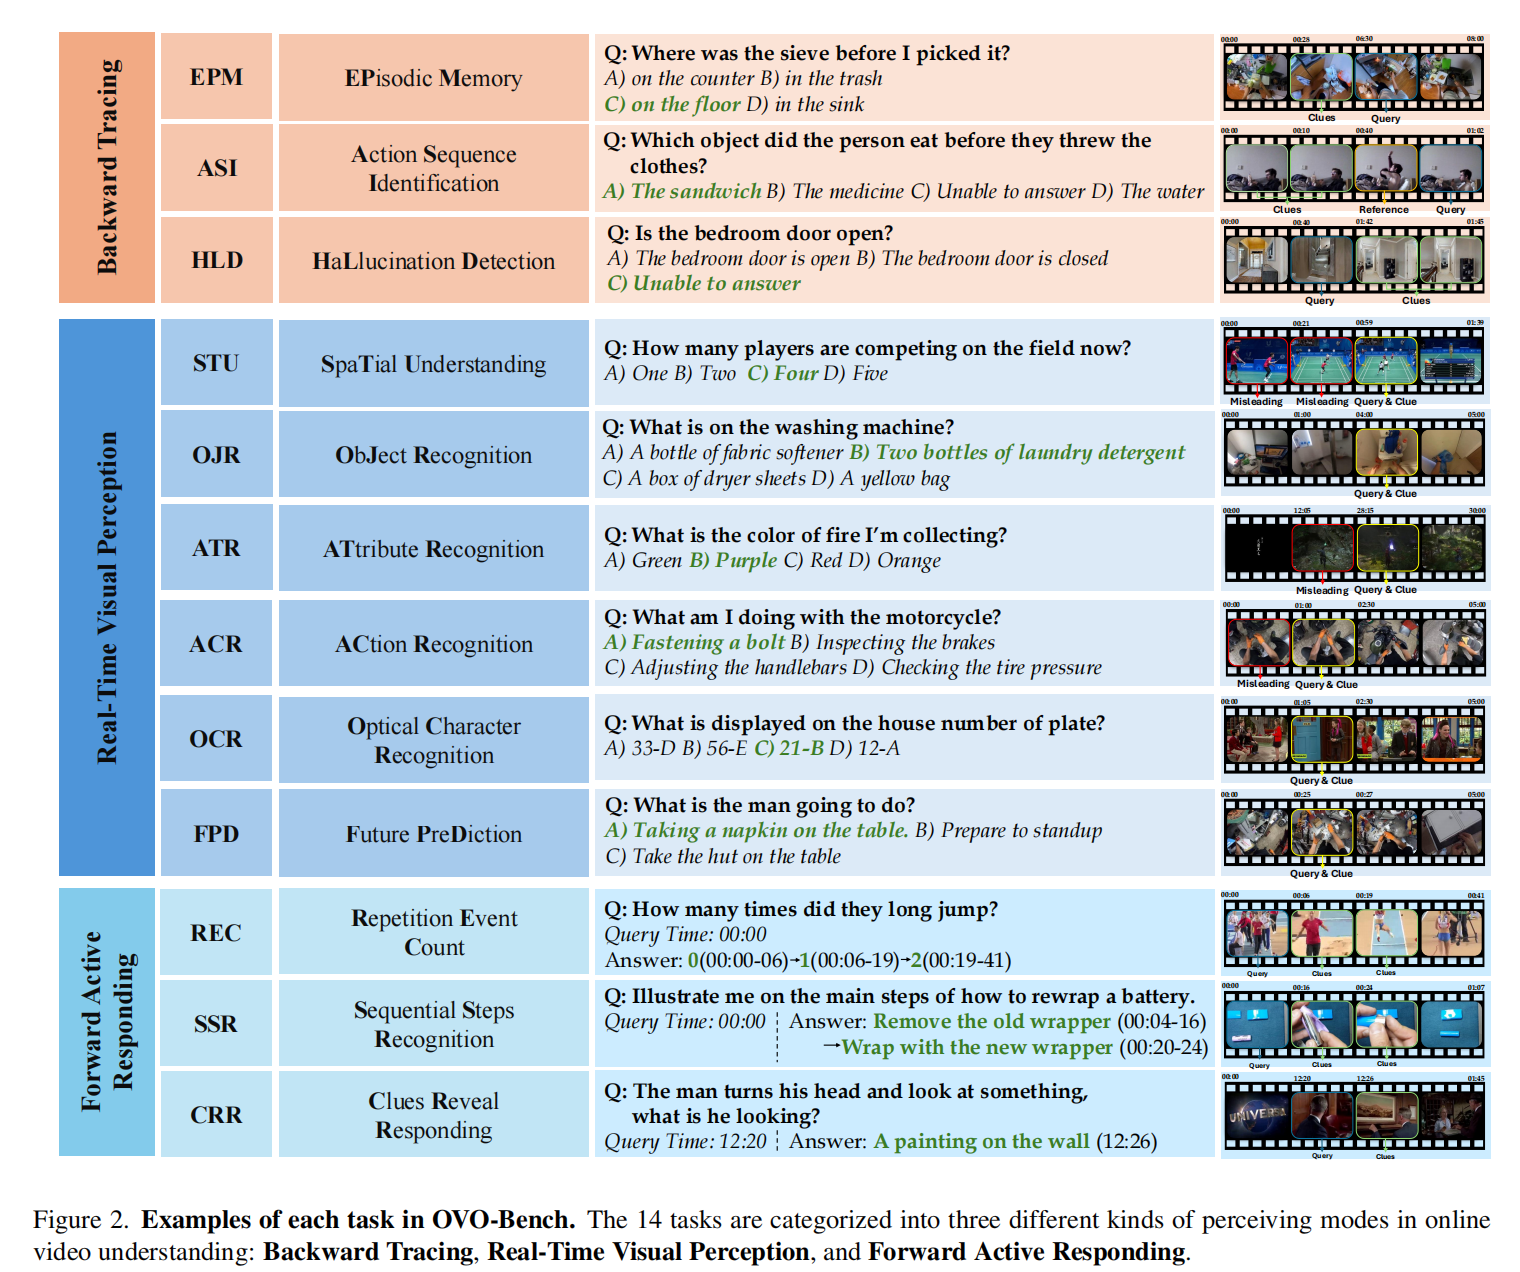 Backward Tracing
EPM
EPisodic Memory
Q: Where was the sieve before I picked it?
A) on the counter B) in the trash
C) on the floor D) in the sink
00:00 00:28 06:30 08:00
Clues Query
ASI
Action Sequence
Identification
Q: Which object did the person eat before they threw the
clothes?
A) The sandwich B) The medicine C) Unable to answer D) The water
00:00 00:10 00:40 01:02
Clues Reference Query
HLD
HaLlucination Detection
Q: Is the bedroom door open?
A) The bedroom door is open B) The bedroom door is closed
C) Unable to answer
00:00 00:40 01:42 01:45
Query Clues
Real-Time Visual Perception
STU
SpaTial Understanding
Q: How many players are competing on the field now?
A) One B) Two C) Four D) Five
00:00 00:21 00:59 01:39
Misleading Misleading Query & Clue
OJR
ObJect Recognition
Q: What is on the washing machine?
A) A bottle of fabric softener B) Two bottles of laundry detergent
C) A box of dryer sheets D) A yellow bag
00:00 01:00 04:00 05:00
Query & Clue
ATR
ATtribute Recognition
Q: What is the color of fire I'm collecting?
A) Green B) Purple C) Red D) Orange
00:00 12:05 28:15 30:00
Misleading Query & Clue
ACR
ACtion Recognition
Q: What am I doing with the motorcycle?
A) Fastening a bolt B) Inspecting the brakes
C) Adjusting the handlebars D) Checking the tire pressure
00:00 01:00 02:30 05:00
Misleading Query & Clue
OCR
Optical Character
Recognition
Q: What is displayed on the house number of plate?
A) 33-D B) 56-E C) 21-B D) 12-A
00:00 01:05 02:30 05:00
Query & Clue
FPD
Future PreDiction
Q: What is the man going to do?
A) Taking a napkin on the table. B) Prepare to standup
C) Take the hut on the table
00:00 00:25 00:27 05:00
Query & Clue
Forward Active
Responding
REC
Repetition Event
Count
Q: How many times did they long jump?
Query Time: 00:00
Answer: 0(00:00-06)→1(00:06-19)→2(00:19-41)
00:00 00:06 00:19 00:41
Query Clues Clues
SSR
Sequential Steps
Recognition
Q: Illustrate me on the main steps of how to rewrap a battery.
Query Time: 00:00 Answer: Remove the old wrapper (00:04-16)
→Wrap with the new wrapper (00:20-24)
00:00 00:16 00:24 01:07
Query Clues Clues
CRR
Clues Reveal
Responding
Q: The man turns his head and look at something,
what is he looking?
Query Time: 12:20 Answer: A painting on the wall (12:26)
00:00 12:20 12:26 01:45
UNIVERSA
Query Clues
Figure 2. Examples of each task in OVO-Bench. The 14 tasks are categorized into three different kinds of perceiving modes in online
video understanding: Backward Tracing, Real-Time Visual Perception, and Forward Active Responding.